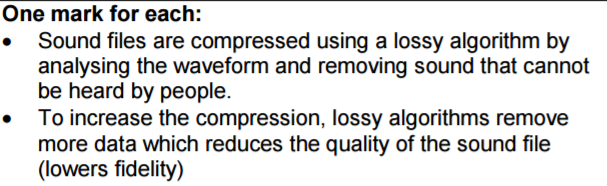 One mark for each:
• Sound files are compressed using a lossy algorithm by
analysing the waveform and removing sound that cannot
be heard by people.
• To increase the compression, lossy algorithms remove
more data which reduces the quality of the sound file
(lowers fidelity)